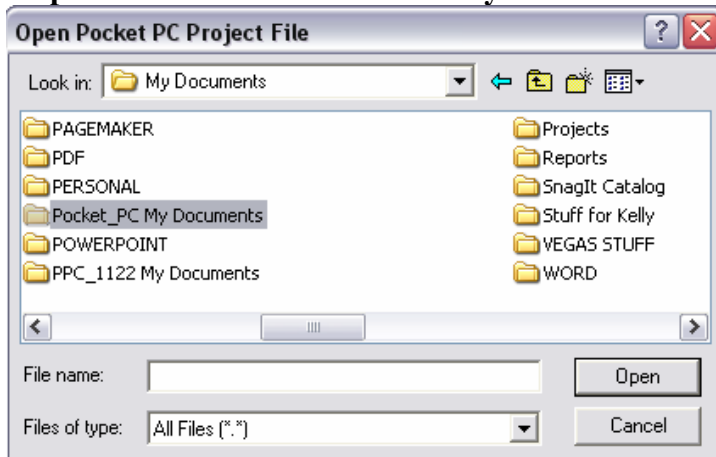 Open Pocket PC Project File
Look in: My Documents
PAGEMAKER
PDF
PERSONAL
Pocket_PC My Documents
POWERPOINT
PPC_1122 My Documents
Projects
Reports
SnagIt Catalog
Stuff for Kelly
VEGAS STUFF
WORD
File name:
Open
Files of type: All Files (*.*)
Cancel